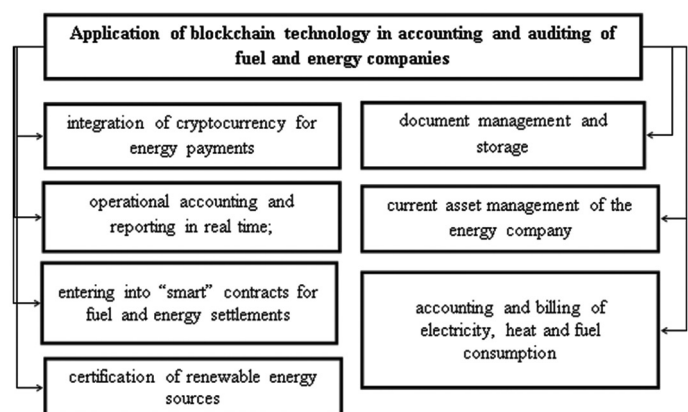 Application of blockchain technology in accounting and auditing of
fuel and energy companies
integration of cryptocurrency for
energy payments
operational accounting and
reporting in real time;
entering into “smart” contracts for
fuel and energy settlements
certification of renewable energy
sources
document management and
storage
current asset management of the
energy company
accounting and billing of
electricity, heat and fuel
consumption